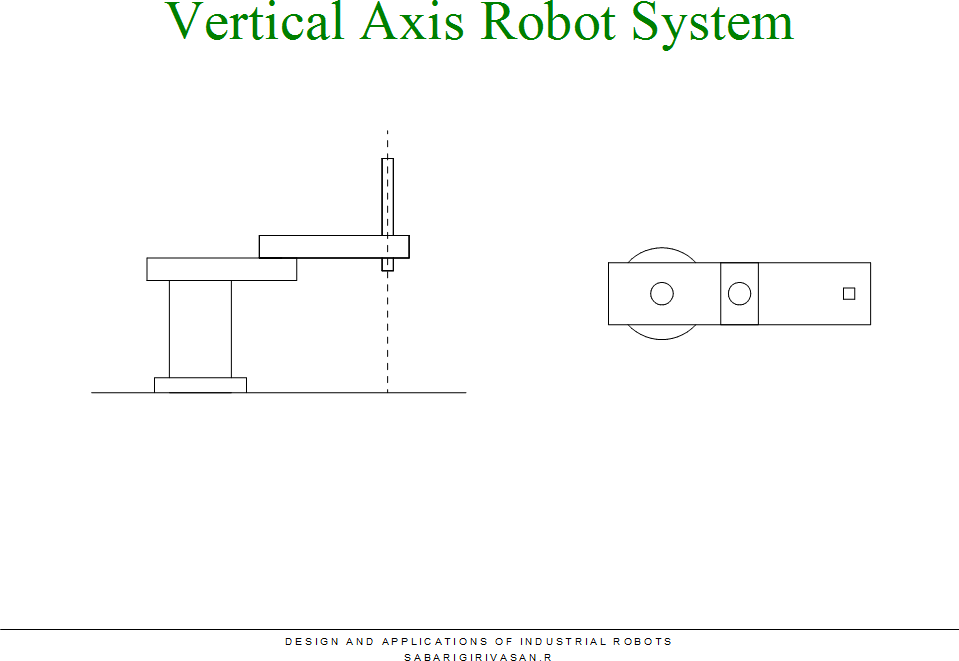 Vertical Axis Robot System
DESIGN AND APPLICATIONS OF INDUSTRIAL ROBOTS
SABARIGIRIVASAN.R